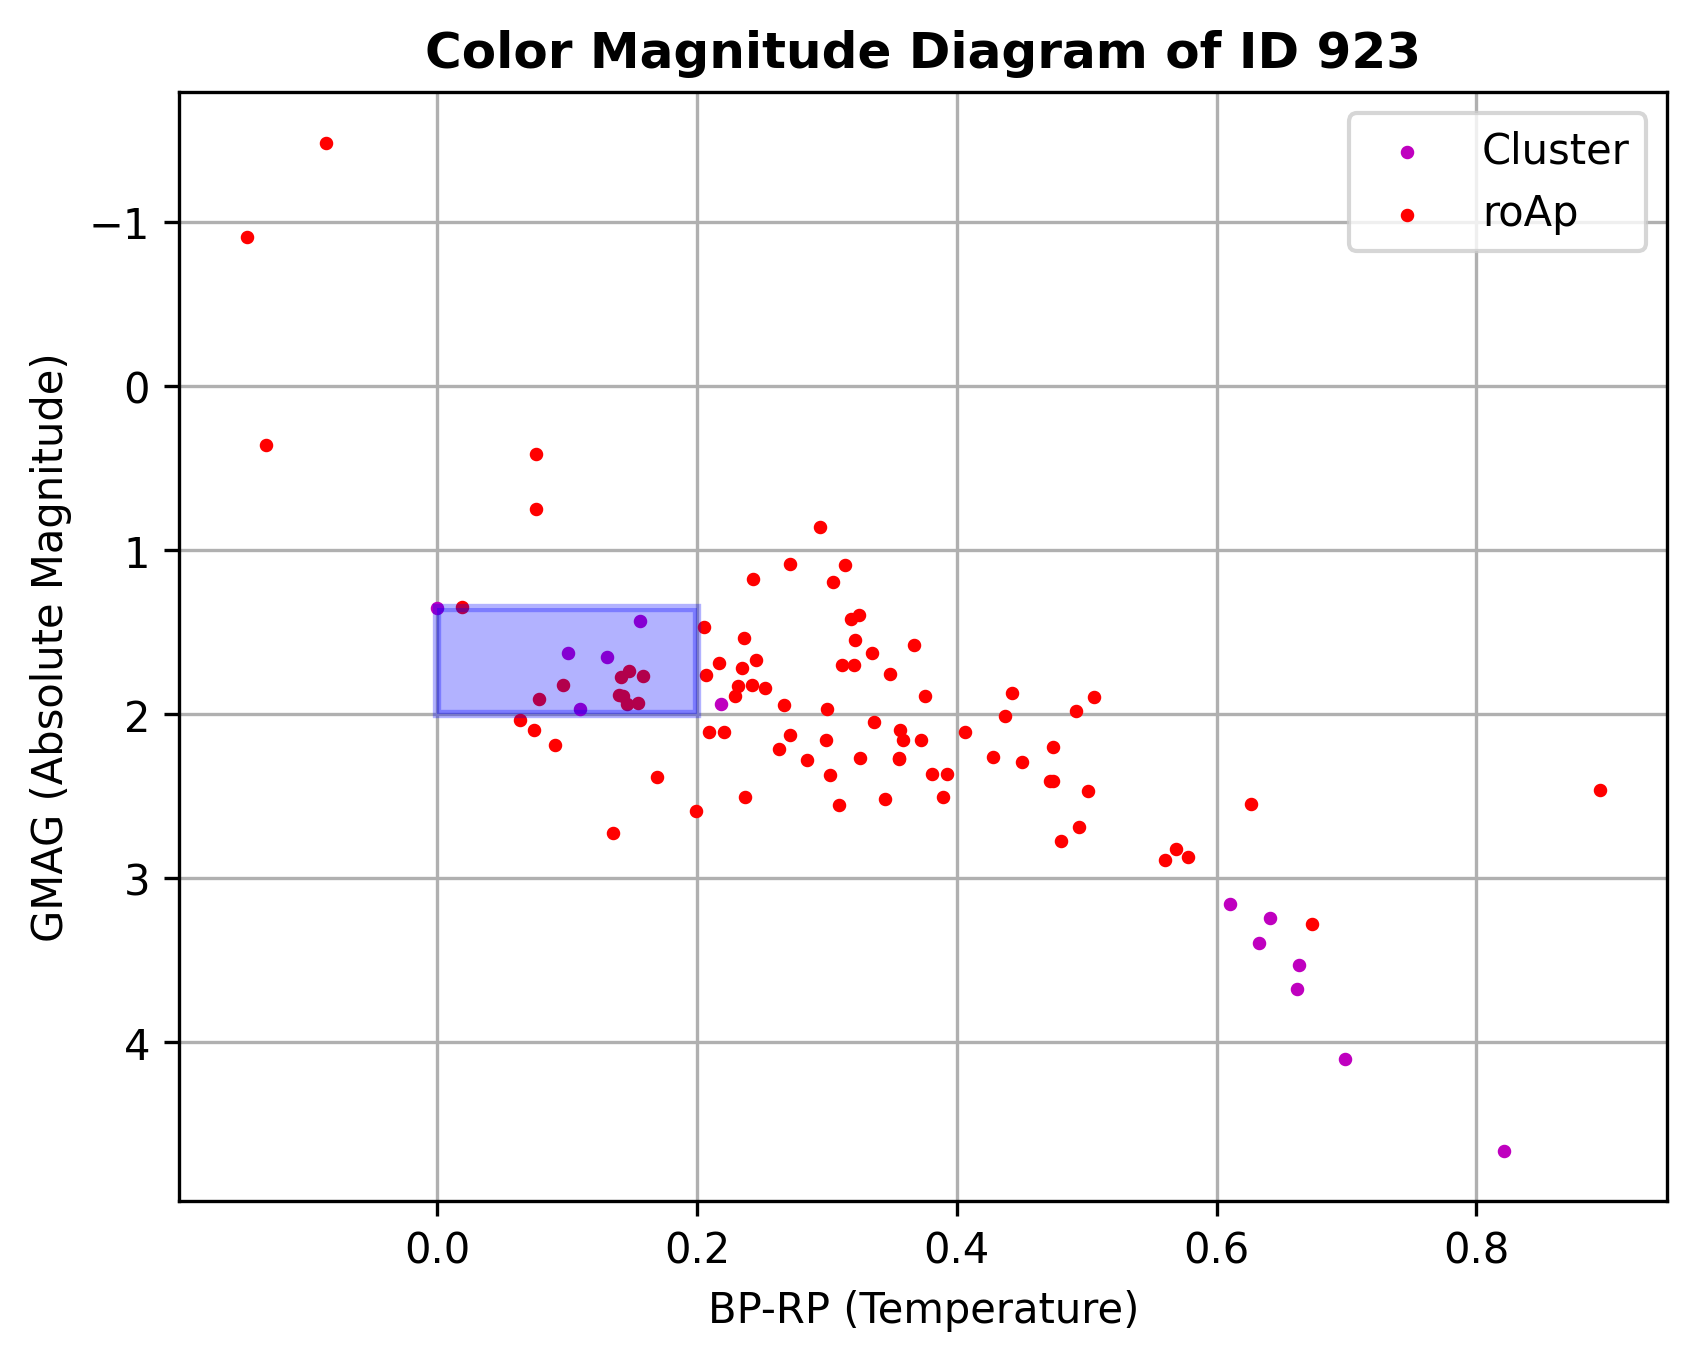 Color Magnitude Diagram of ID 923
Cluster
roAp
GMAG (Absolute Magnitude)
−1
0
1
2
3
4
0.0 0.2 0.4 0.6 0.8
BP-RP (Temperature)